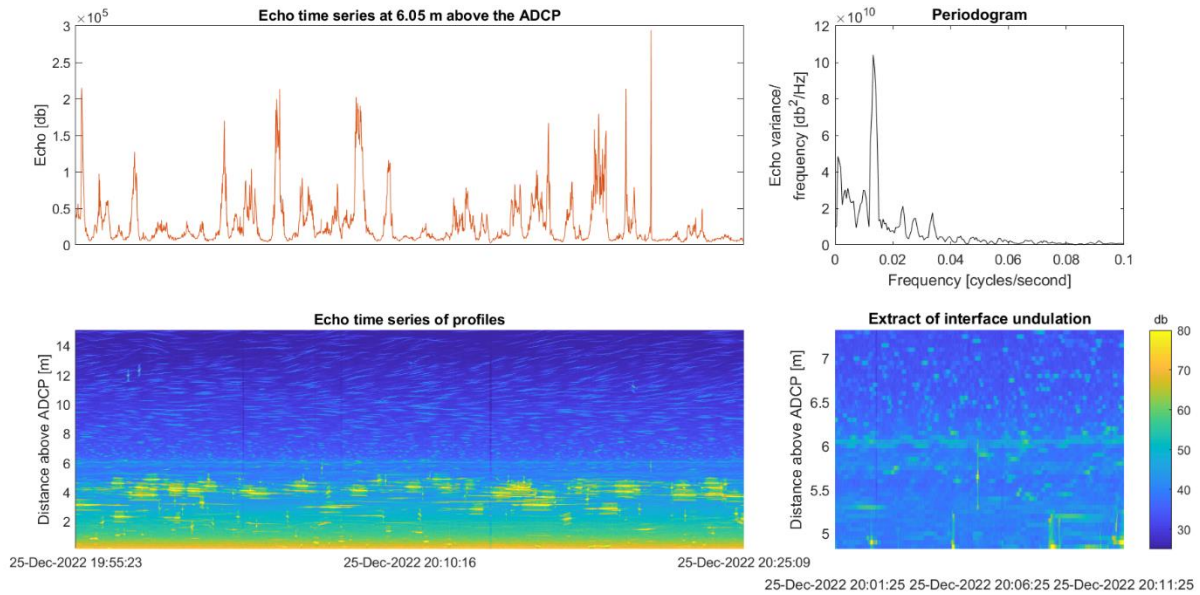 Echo time series at 6.05 m above the ADCP
×10⁵
3
2.5
2
1.5
1
0.5
0
Echo [db]
Periodogram
×10¹⁰
12
10
8
6
4
2
0
Echo variance/
frequency [db²/Hz]
0 0.02 0.04 0.06 0.08 0.1
Frequency [cycles/second]
Echo time series of profiles
14
12
10
8
6
4
2
Distance above ADCP [m]
25-Dec-2022 19:55:23 25-Dec-2022 20:10:16 25-Dec-2022 20:25:09
Extract of interface undulation
7
6.5
6
5.5
5
Distance above ADCP [m]
25-Dec-2022 20:01:25 25-Dec-2022 20:06:25 25-Dec-2022 20:11:25
db
80
70
60
50
40
30